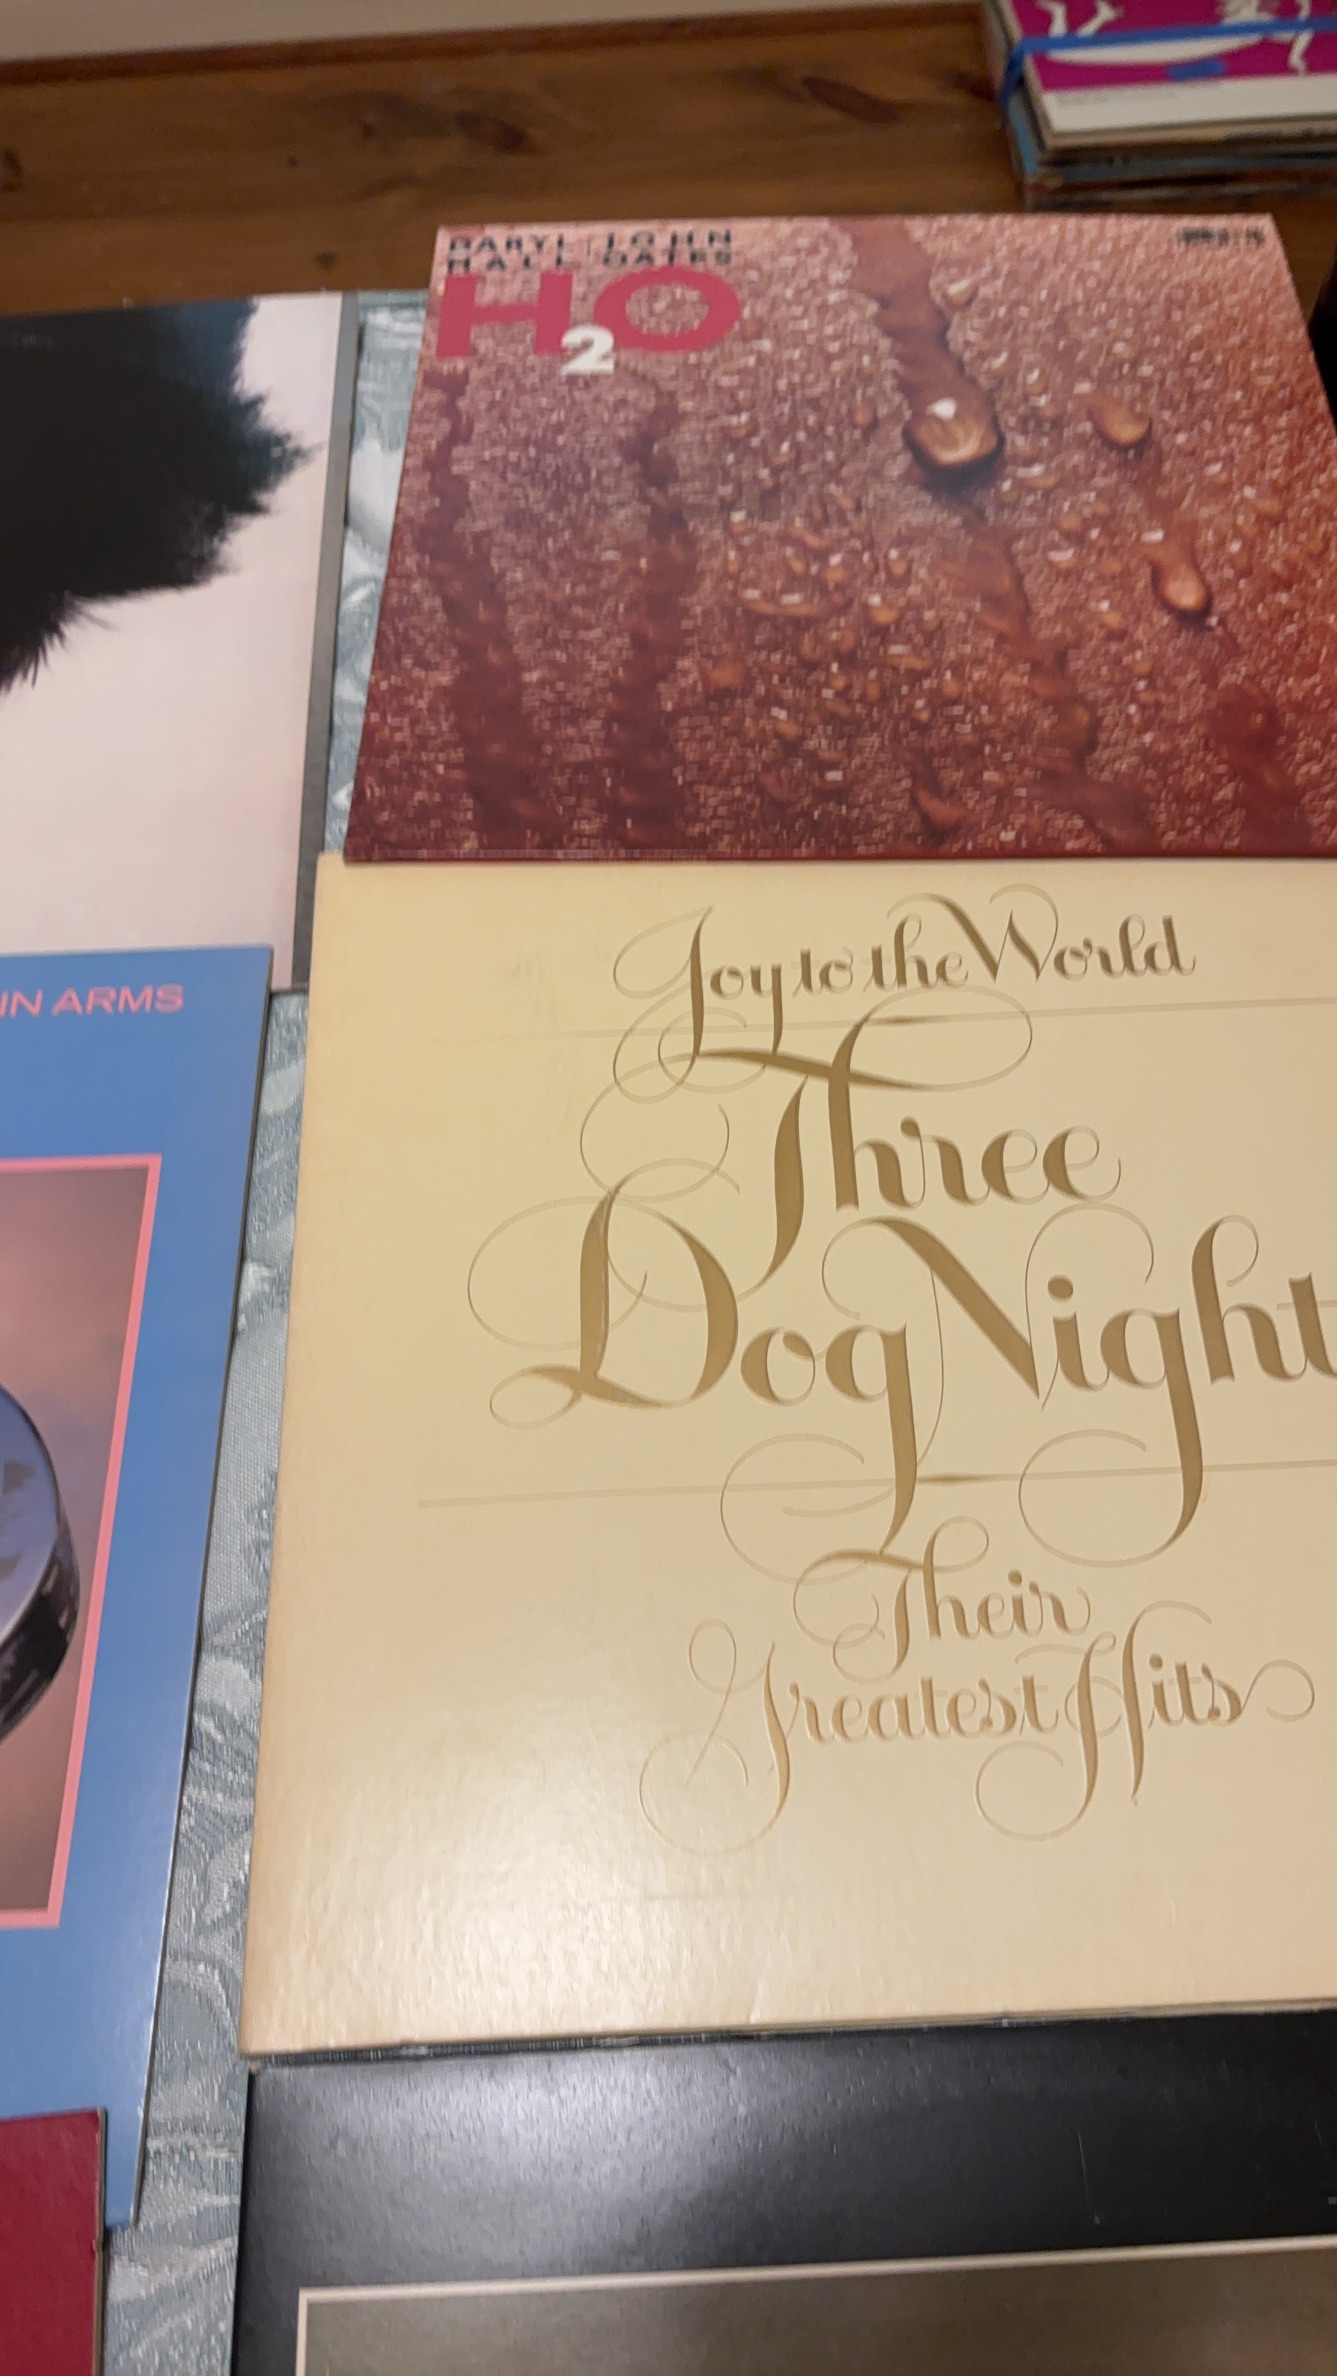 DARYL JOHN
HALL OATES
H2O
IN ARMS
Joy to the World
Three
Dog Night
Their
Greatest Hits